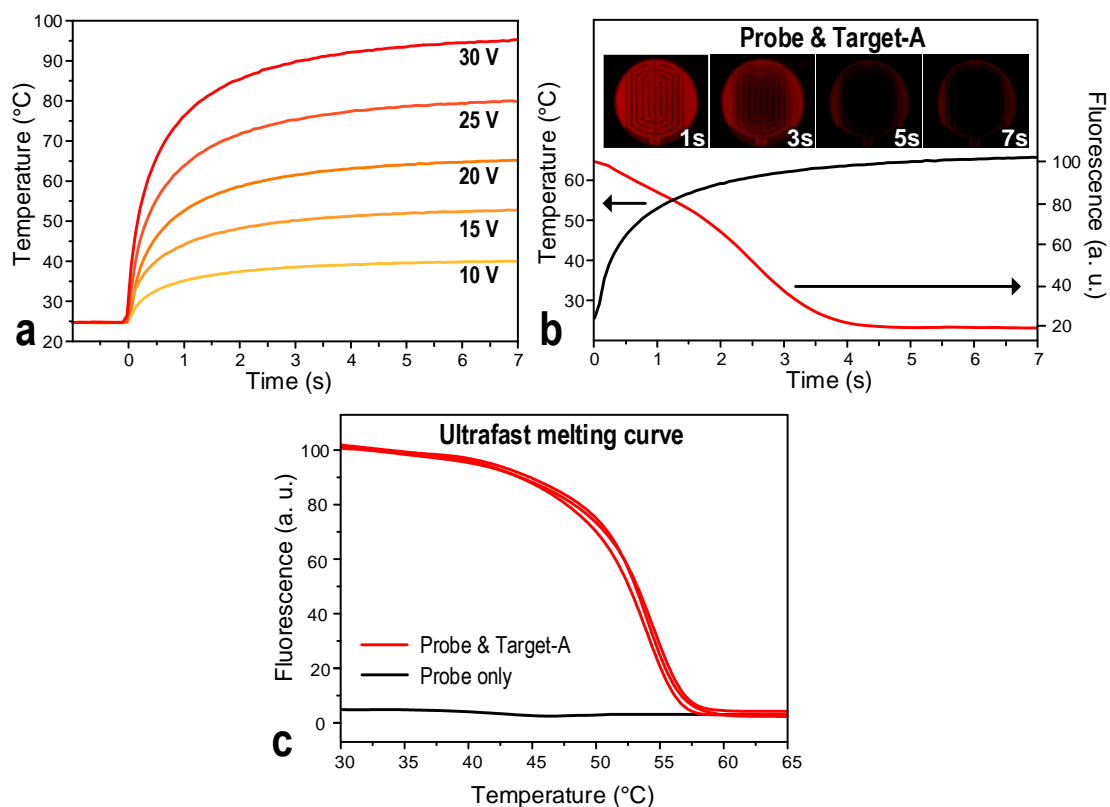 100
90
80
70
60
50
40
30
20
Temperature (°C)
30 V
25 V
20 V
15 V
10 V
a
0
1
2
3
4
5
6
7
Time (s)
Probe & Target-A
1s
3s
5s
7s
60
50
40
30
Temperature (°C)
100
80
60
40
20
Fluorescence (a. u.)
b
0
1
2
3
4
5
6
7
Time (s)
Ultrafast melting curve
100
80
60
40
20
0
Fluorescence (a. u.)
Probe & Target-A
Probe only
c
30
35
40
45
50
55
60
65
Temperature (°C)